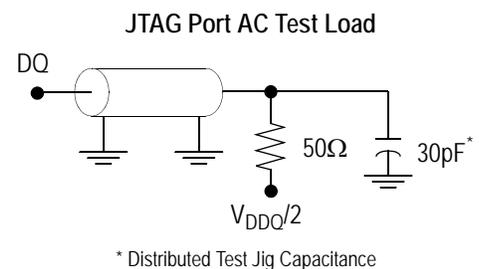 JTAG Port AC Test Load
DQ
50Ω
30pF*
VDDQ/2
* Distributed Test Jig Capacitance